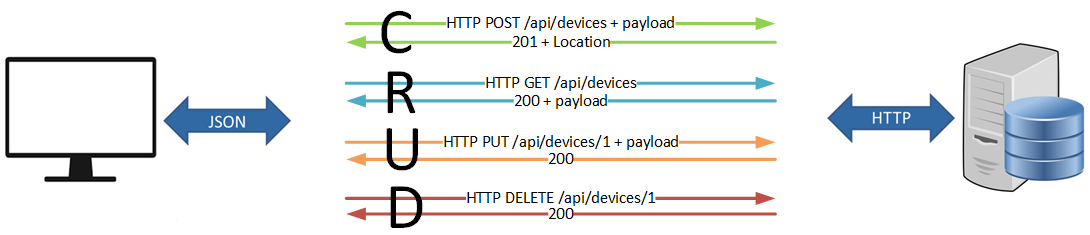 JSON
C
HTTP POST /api/devices + payload
201 + Location
R
HTTP GET /api/devices
200 + payload
U
HTTP PUT /api/devices/1 + payload
200
D
HTTP DELETE /api/devices/1
200
HTTP